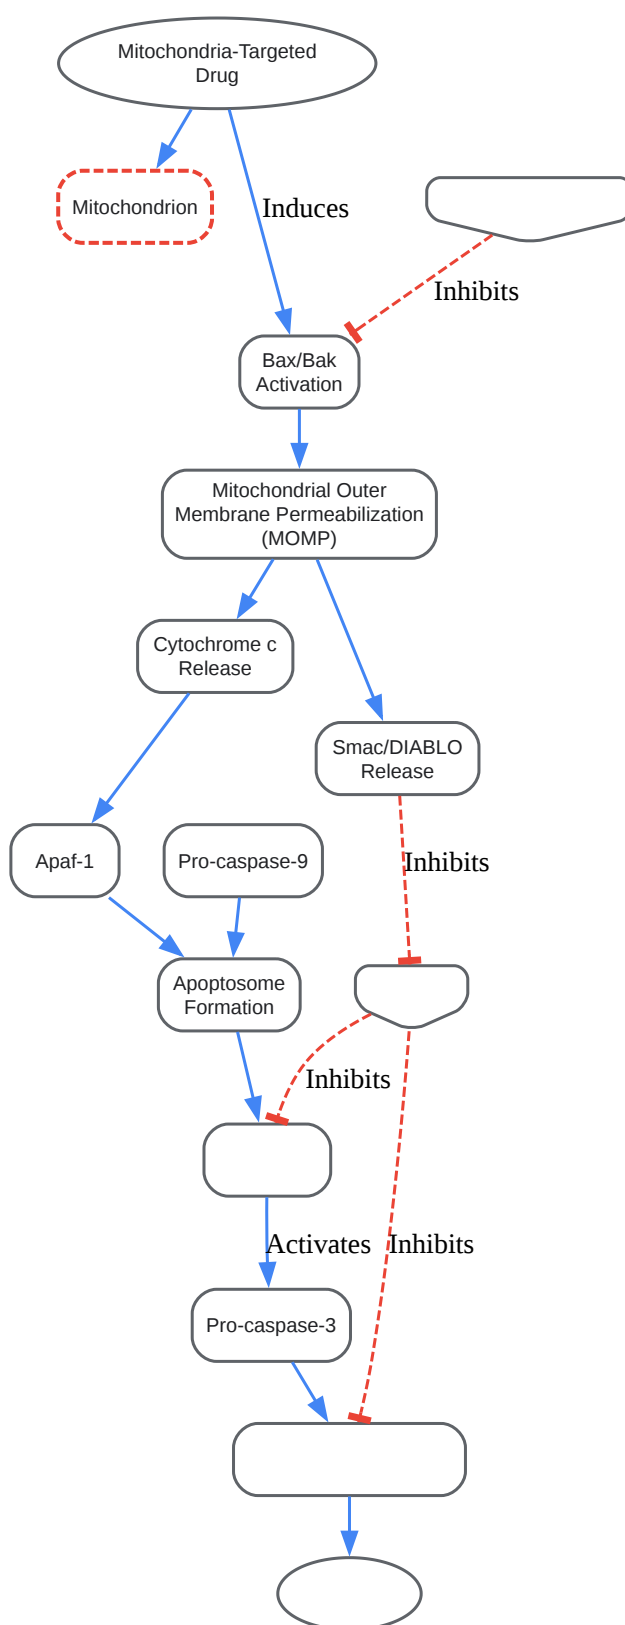 Mitochondria-Targeted
Drug
Mitochondrion
Induces
Inhibits
Bax/Bak
Activation
Mitochondrial Outer
Membrane Permeabilization
(MOMP)
Cytochrome c
Release
Smac/DIABLO
Release
Apaf-1
Pro-caspase-9
Inhibits
Apoptosome
Formation
Inhibits
Activates
Inhibits
Pro-caspase-3